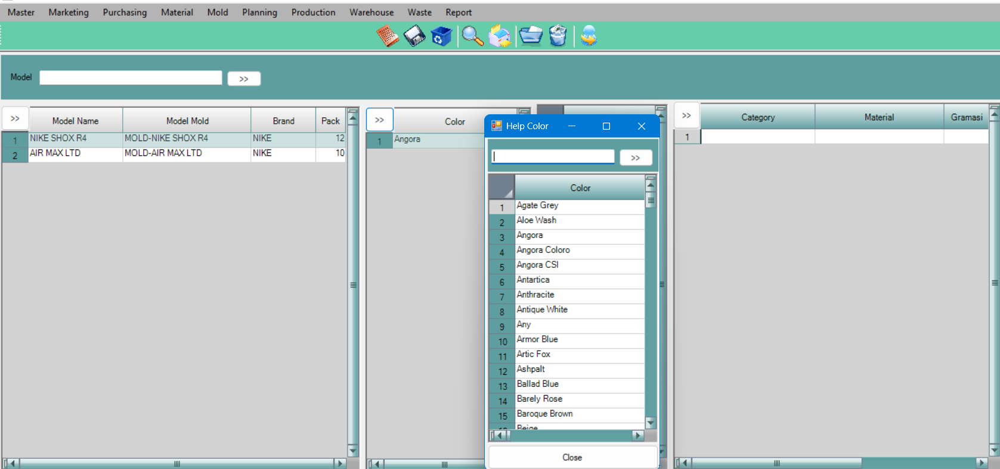 Master Marketing Purchasing Material Mold Planning Production Warehouse Waste Report
Model >>
>> Model Name Model Mold Brand Pack
1 NIKE SHOX R4 MOLD-NIKE SHOX R4 NIKE 12
2 AIR MAX LTD MOLD-AIR MAX LTD NIKE 10
>> Color
1 Angora
Help Color
>>
Color
1 Agate Grey
2 Aloe Wash
3 Angora
4 Angora Coloro
5 Angora CSI
6 Antartica
7 Anthracite
8 Antique White
9 Any
10 Armor Blue
11 Artic Fox
12 Ashpalt
13 Ballad Blue
14 Barely Rose
15 Baroque Brown
16 Beige
Close
>> Category Material Gramasi
1